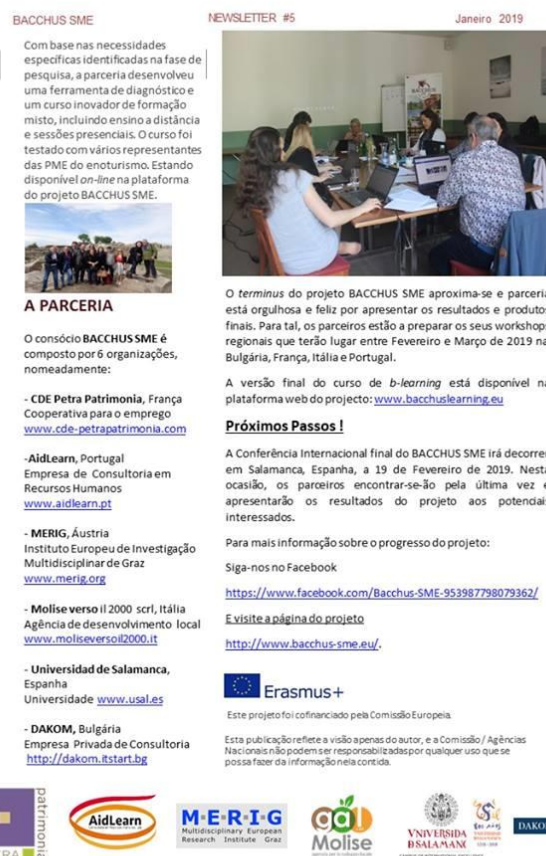 BACCHUS SME
NEWSLETTER #5
Janeiro 2019
Com base nas necessidades
específicas identificadas na fase de
pesquisa, a parceria desenvolveu
uma ferramenta de diagnóstico e
um curso inovador de formação
misto, incluindo ensino a distância
e sessões presenciais. O curso foi
testado com vários representantes
das PME do enoturismo. Estando
disponível on-line na plataforma
do projeto BACCHUS SME.
A PARCERIA
O consócio BACCHUS SME é
composto por 6 organizações,
nomeadamente:
- CDE Petra Patrimonia, França
Cooperativa para o emprego
www.cde-petrapatrimonia.com
-AidLearn, Portugal
Empresa de Consultoria em
Recursos Humanos
www.aidlearn.pt
- MERIG, Áustria
Instituto Europeu de Investigação
Multidisciplinar de Graz
www.merig.org
- Molise verso il 2000 scrl, Itália
Agência de desenvolvimento local
www.moliseversoil2000.it
- Universidad de Salamanca,
Espanha
Universidade www.usal.es
- DAKOM, Bulgária
Empresa Privada de Consultoria
http://dakom.itstart.bg
BACCHUS
O terminus do projeto BACCHUS SME aproxima-se e parceria
está orgulhosa e feliz por apresentar os resultados e produtos
finais. Para tal, os parceiros estão a preparar os seus workshops
regionais que terão lugar entre Fevereiro e Março de 2019 na
Bulgária, França, Itália e Portugal.
A versão final do curso de b-learning está disponível na
plataforma web do projecto: www.bacchuslearning.eu
Próximos Passos !
A Conferência Internacional final do BACCHUS SME irá decorrer
em Salamanca, Espanha, a 19 de Fevereiro de 2019. Nesta
ocasião, os parceiros encontrar-se-ão pela última vez e
apresentarão os resultados do projeto aos potenciais
interessados.
Para mais informação sobre o progresso do projeto:
Siga-nos no Facebook
https://www.facebook.com/Bacchus-SME-953987798079362/
E visite a página do projeto
http://www.bacchus-sme.eu/.
Erasmus+
Este projeto foi cofinanciado pela Comissão Europeia.
Esta publicação reflete a visão apenas do autor, e a Comissão / Agências
Nacionais não podem ser responsabilizadas por qualquer uso que se
possa fazer da informação nela contida.
patrimonia
AidLearn
M·E·R·I·G
Multidisciplinary European
Research Institute Graz
gal
Molise
VNIVERSIDA
D SALAMANCA
DAKOM